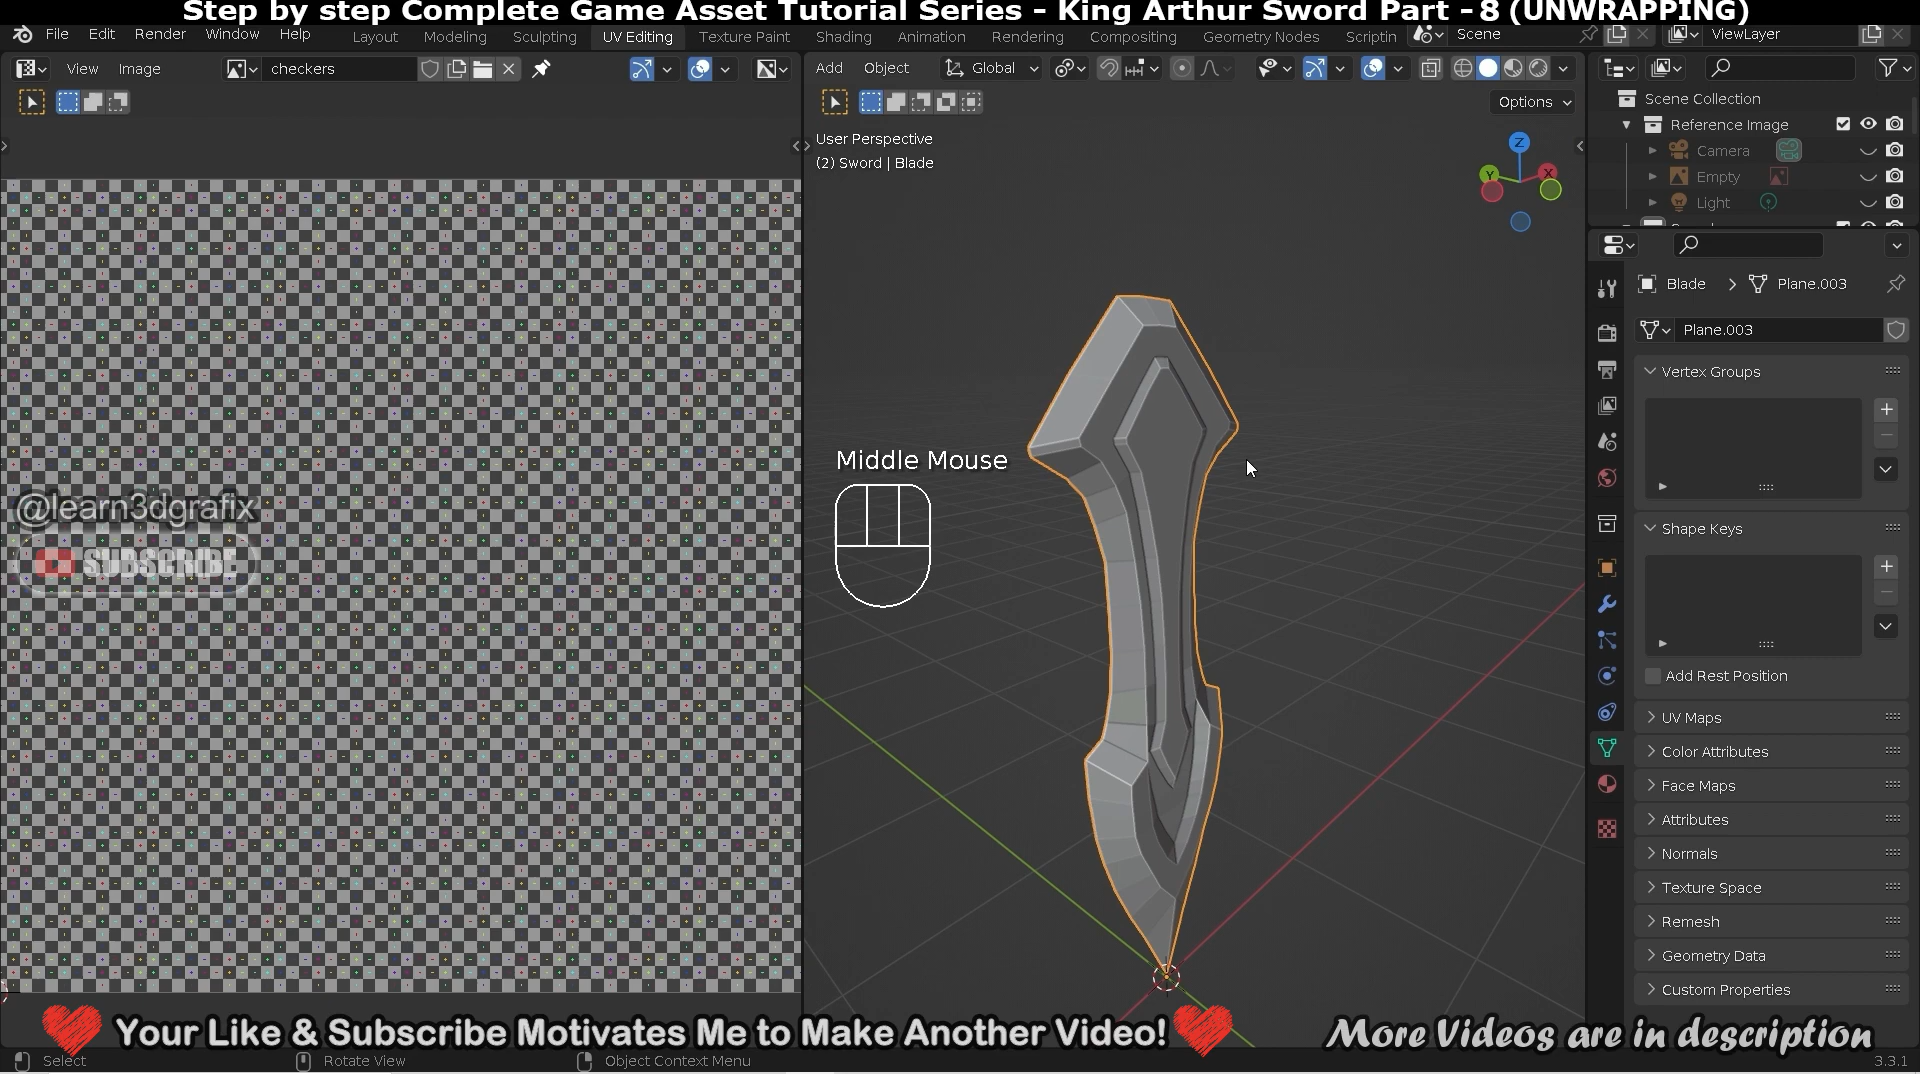 Step by step Complete Game Asset Tutorial Series - King Arthur Sword Part -8 (UNWRAPPING)
File Edit Render Window Help Layout Modeling Sculpting UV Editing Texture Paint Shading Animation Rendering Compositing Geometry Nodes Scriptin Scene ViewLayer
View Image checkers Add Object Global
Options
Scene Collection
Reference Image
Camera
Empty
Light
User Perspective
(2) Sword | Blade
Z
Y
X
Blade Plane.003
Plane.003
Vertex Groups
Middle Mouse
@learn3dgrafix
SUBSCRIBE
Shape Keys
Add Rest Position
UV Maps
Color Attributes
Face Maps
Attributes
Normals
Texture Space
Remesh
Geometry Data
Custom Properties
Your Like & Subscribe Motivates Me to Make Another Video!
More Videos are in description
Select Rotate View Object Context Menu 3.3.1